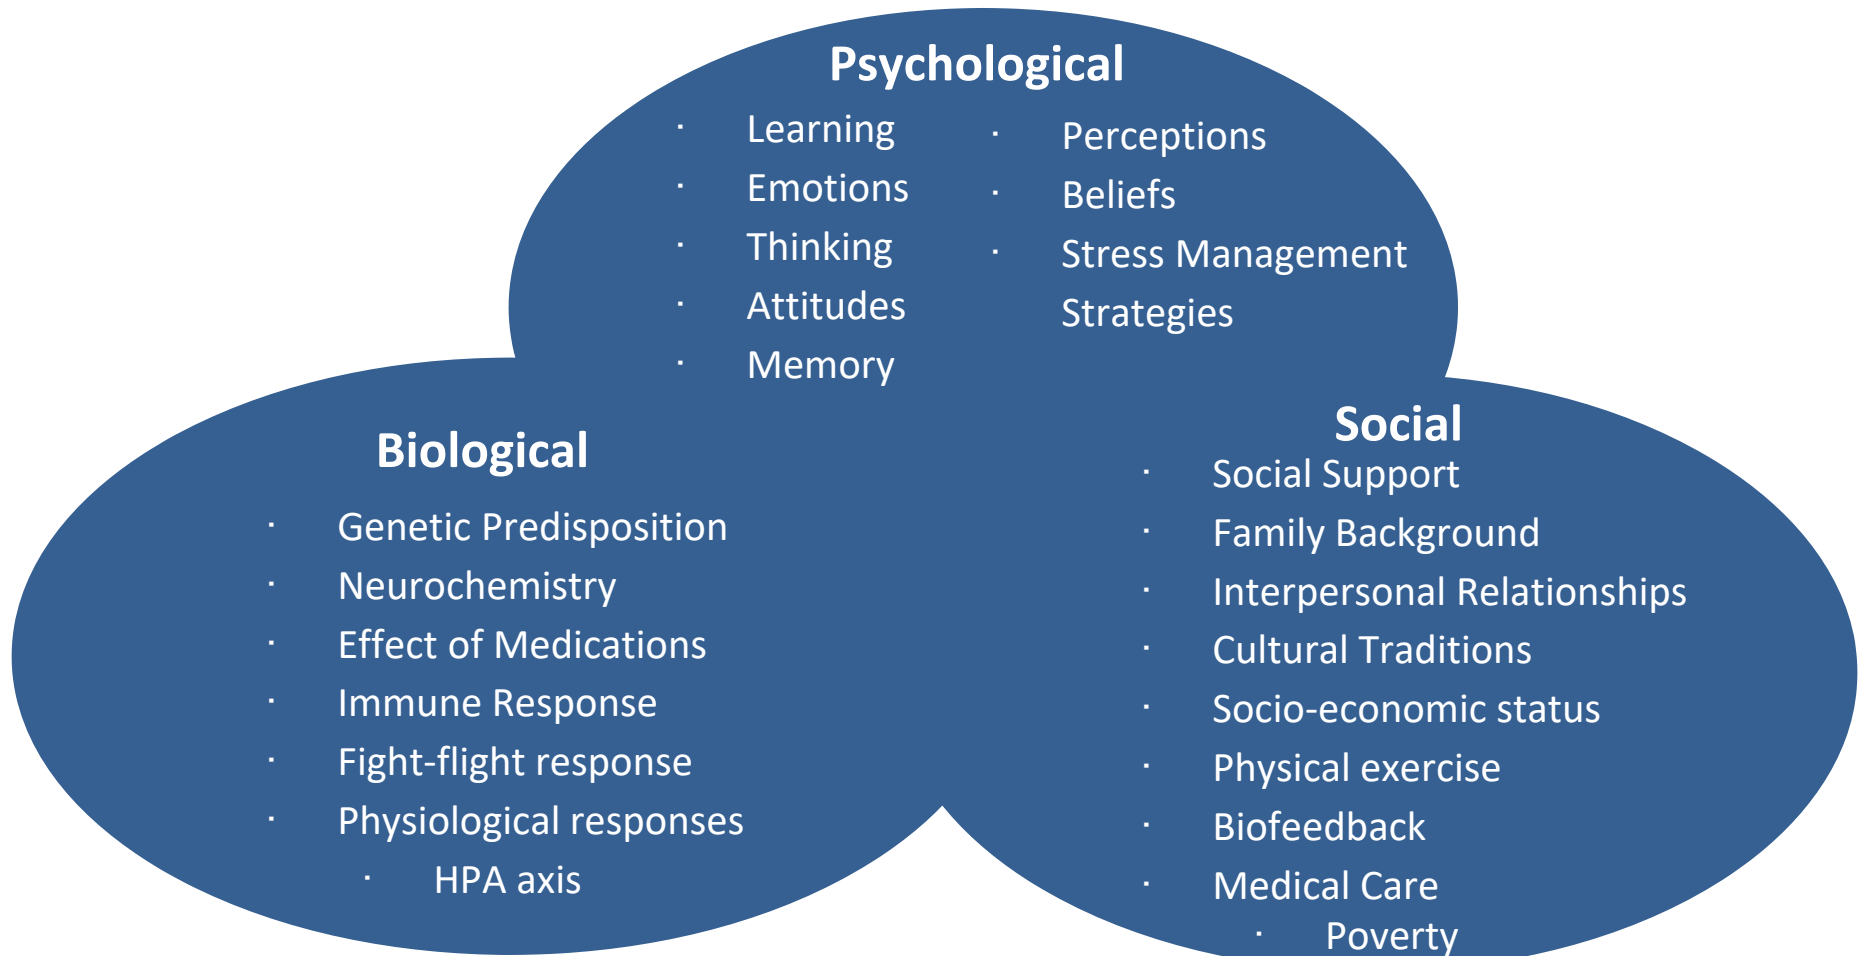 Psychological
· Learning
· Emotions
· Thinking
· Attitudes
· Memory
· Perceptions
· Beliefs
· Stress Management
Strategies
Biological
· Genetic Predisposition
· Neurochemistry
· Effect of Medications
· Immune Response
· Fight-flight response
· Physiological responses
· HPA axis
Social
· Social Support
· Family Background
· Interpersonal Relationships
· Cultural Traditions
· Socio-economic status
· Physical exercise
· Biofeedback
· Medical Care
· Poverty